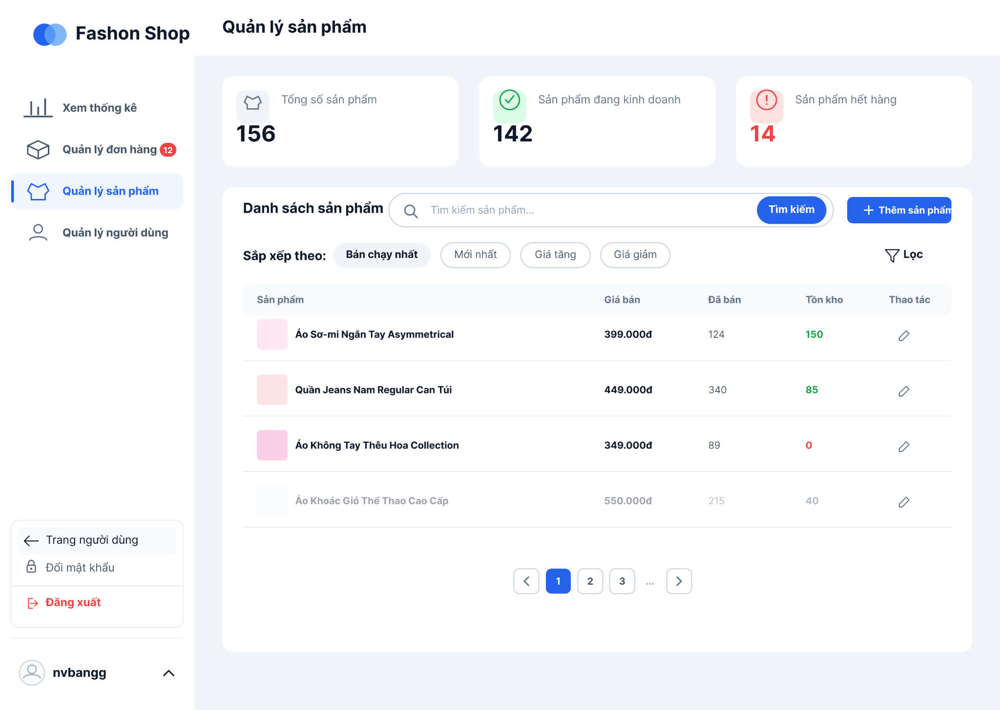 Fashon Shop
Quản lý sản phẩm
Xem thống kê
Quản lý đơn hàng 12
Quản lý sản phẩm
Quản lý người dùng
Trang người dùng
Đổi mật khẩu
Đăng xuất
nvbangg
Tổng số sản phẩm
156
Sản phẩm đang kinh doanh
142
Sản phẩm hết hàng
14
Danh sách sản phẩm
Tìm kiếm sản phẩm...
Tìm kiếm
Thêm sản phẩm
Sắp xếp theo: Bán chạy nhất Mới nhất Giá tăng Giá giảm Lọc
Sản phẩm Giá bán Đã bán Tồn kho Thao tác
Áo Sơ-mi Ngắn Tay Asymmetrical 399.000đ 124 150
Quần Jeans Nam Regular Can Túi 449.000đ 340 85
Áo Không Tay Thêu Hoa Collection 349.000đ 89 0
Áo Khoác Gió Thể Thao Cao Cấp 550.000đ 215 40
1 2 3 ...